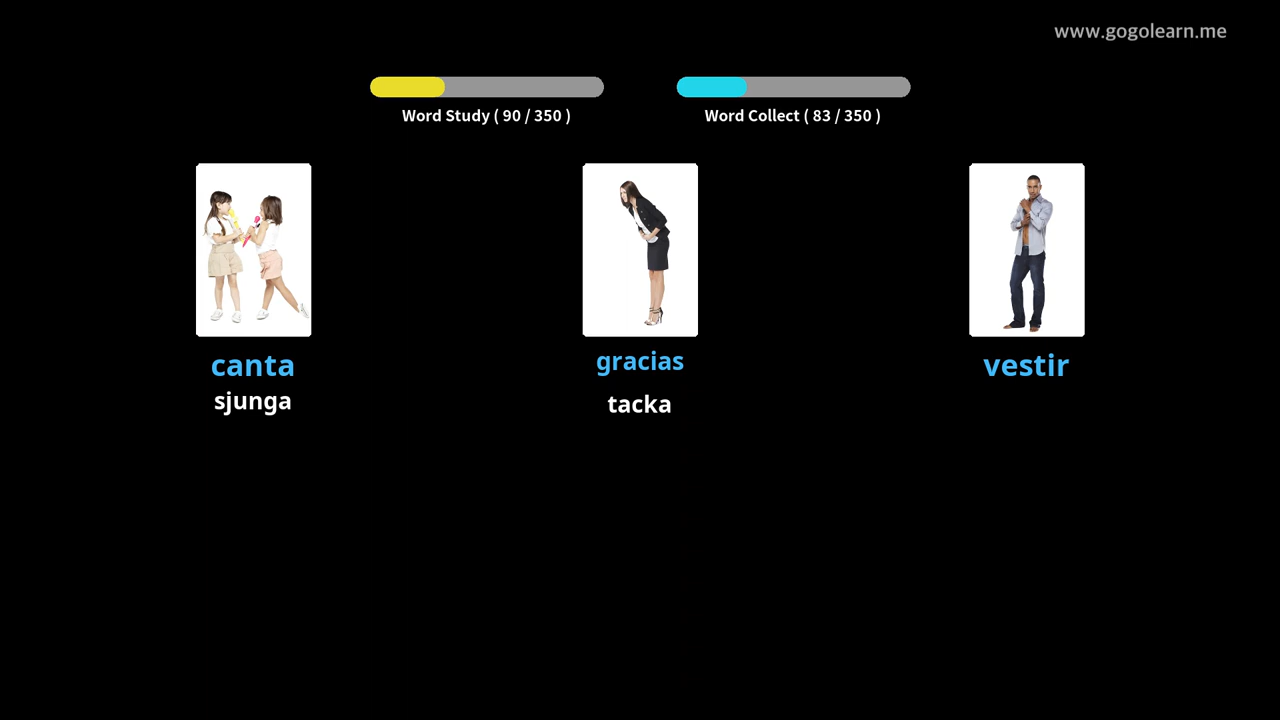 www.gogolearn.me
Word Study ( 90 / 350 )
Word Collect ( 83 / 350 )
canta
gracias
vestir
sjunga
tacka